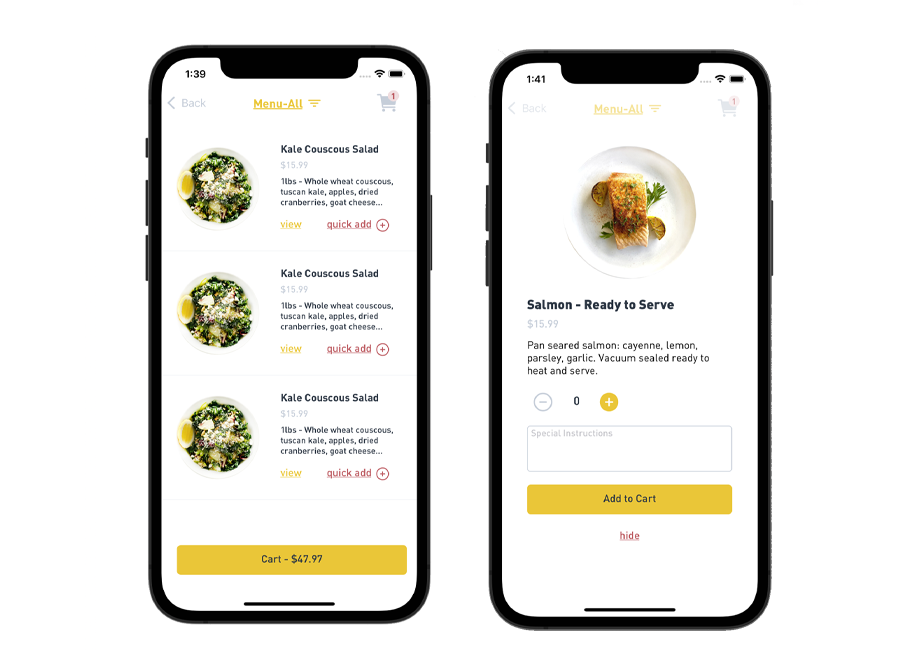 1:39
Back
Menu-All
1
Kale Couscous Salad
$15.99
1lbs - Whole wheat couscous,
tuscan kale, apples, dried
cranberries, goat cheese...
view quick add
Kale Couscous Salad
$15.99
1lbs - Whole wheat couscous,
tuscan kale, apples, dried
cranberries, goat cheese...
view quick add
Kale Couscous Salad
$15.99
1lbs - Whole wheat couscous,
tuscan kale, apples, dried
cranberries, goat cheese...
view quick add
Cart - $47.97
1:41
Back
Menu-All
1
Salmon - Ready to Serve
$15.99
Pan seared salmon: cayenne, lemon,
parsley, garlic. Vacuum sealed ready to
heat and serve.
0
Special Instructions
Add to Cart
hide